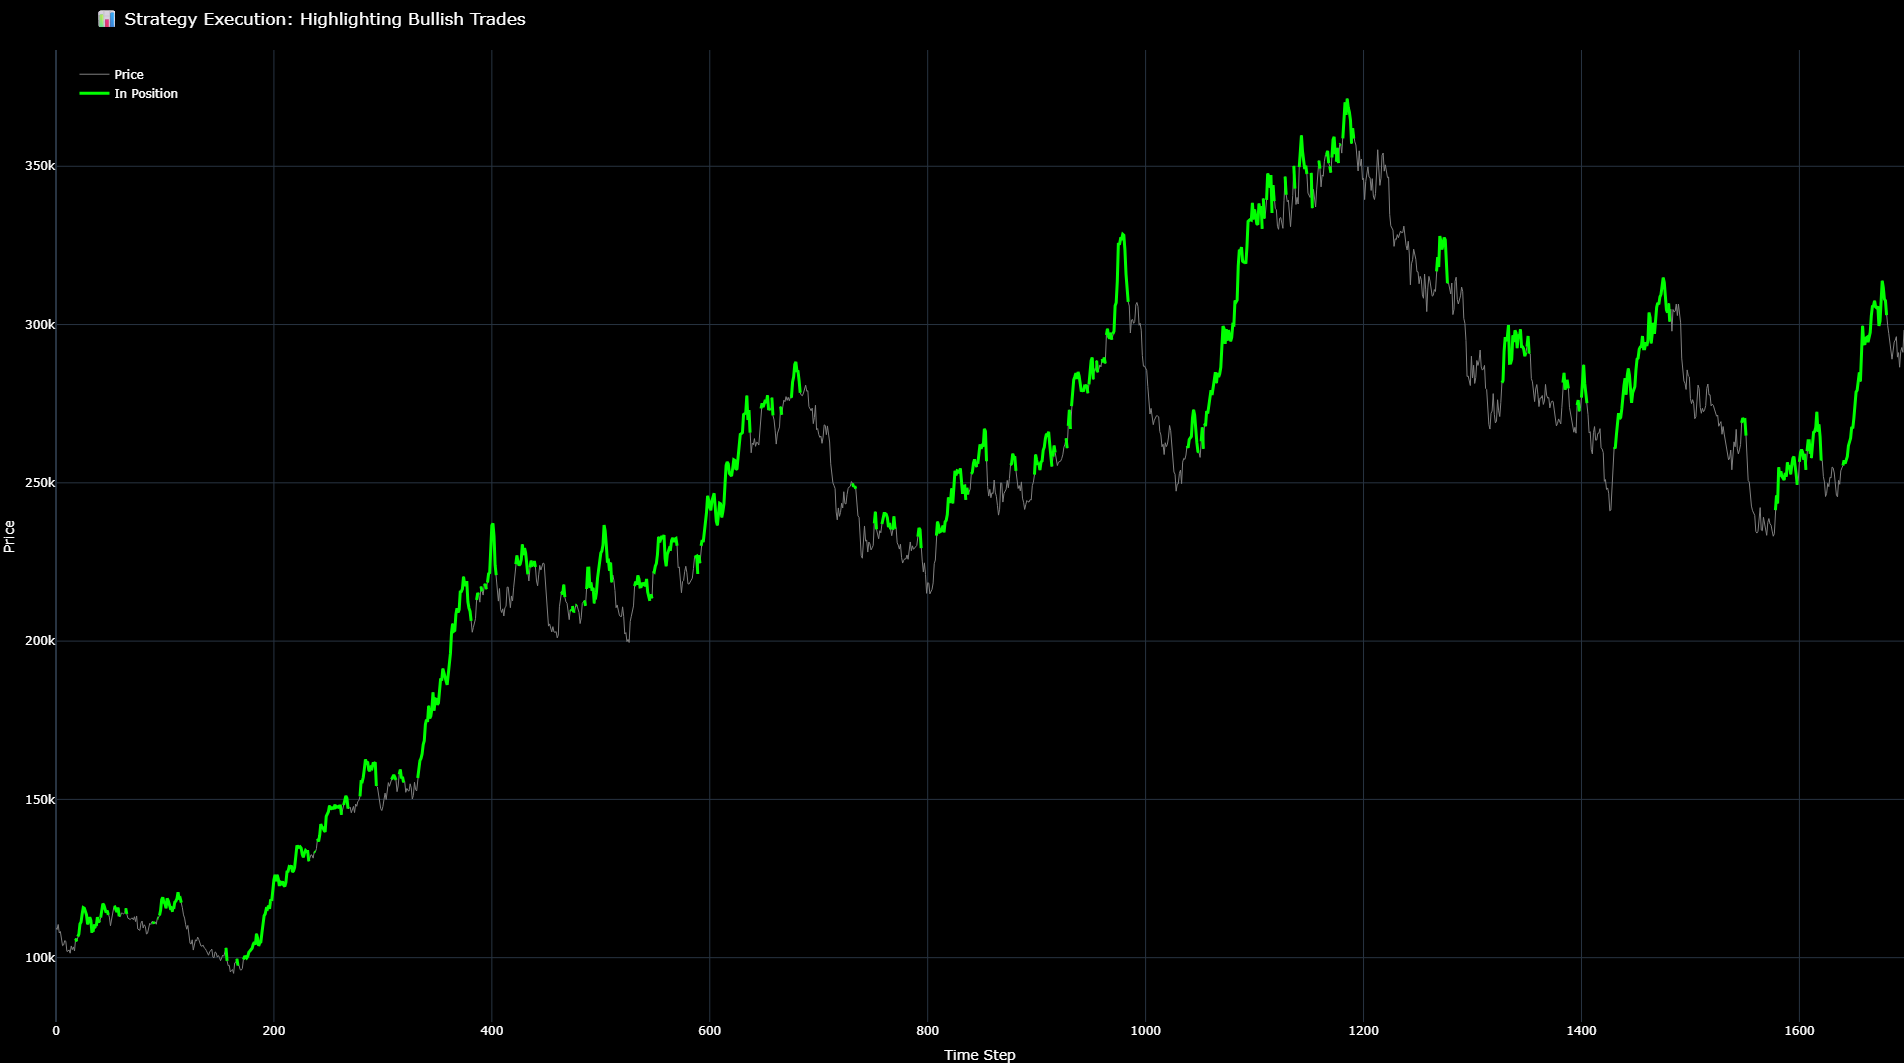 📊 Strategy Execution: Highlighting Bullish Trades
Price
In Position
350k
300k
250k
200k
150k
100k
Price
0 200 400 600 800 1000 1200 1400 1600
Time Step